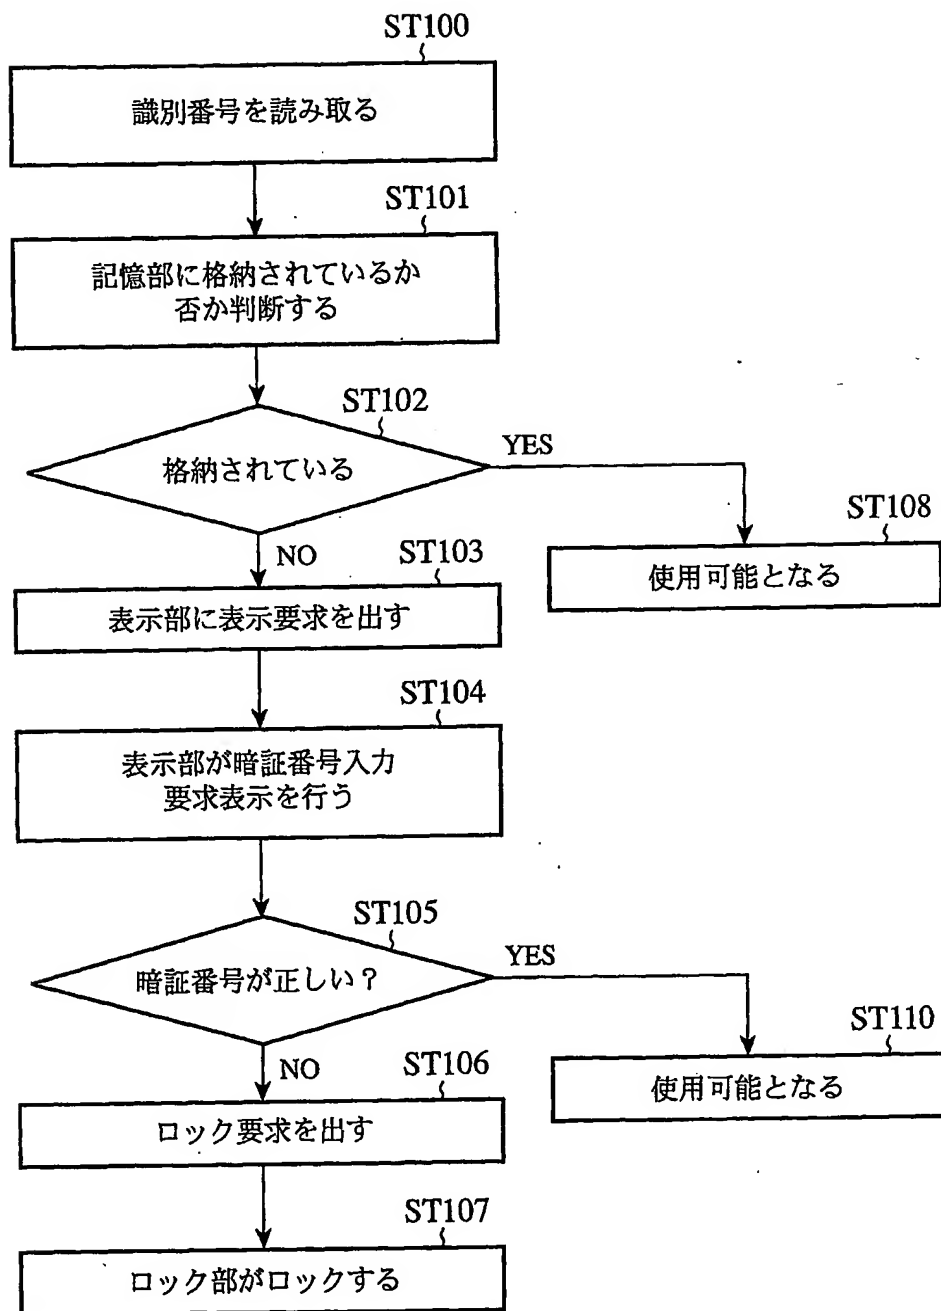 ST100
識別番号を読み取る
ST101
記憶部に格納されているか
否か判断する
ST102
格納されている
YES
NO
ST103
表示部に表示要求を出す
ST108
使用可能となる
ST104
表示部が暗証番号入力
要求表示を行う
ST105
暗証番号が正しい？
YES
NO
ST106
ロック要求を出す
ST110
使用可能となる
ST107
ロック部がロックする